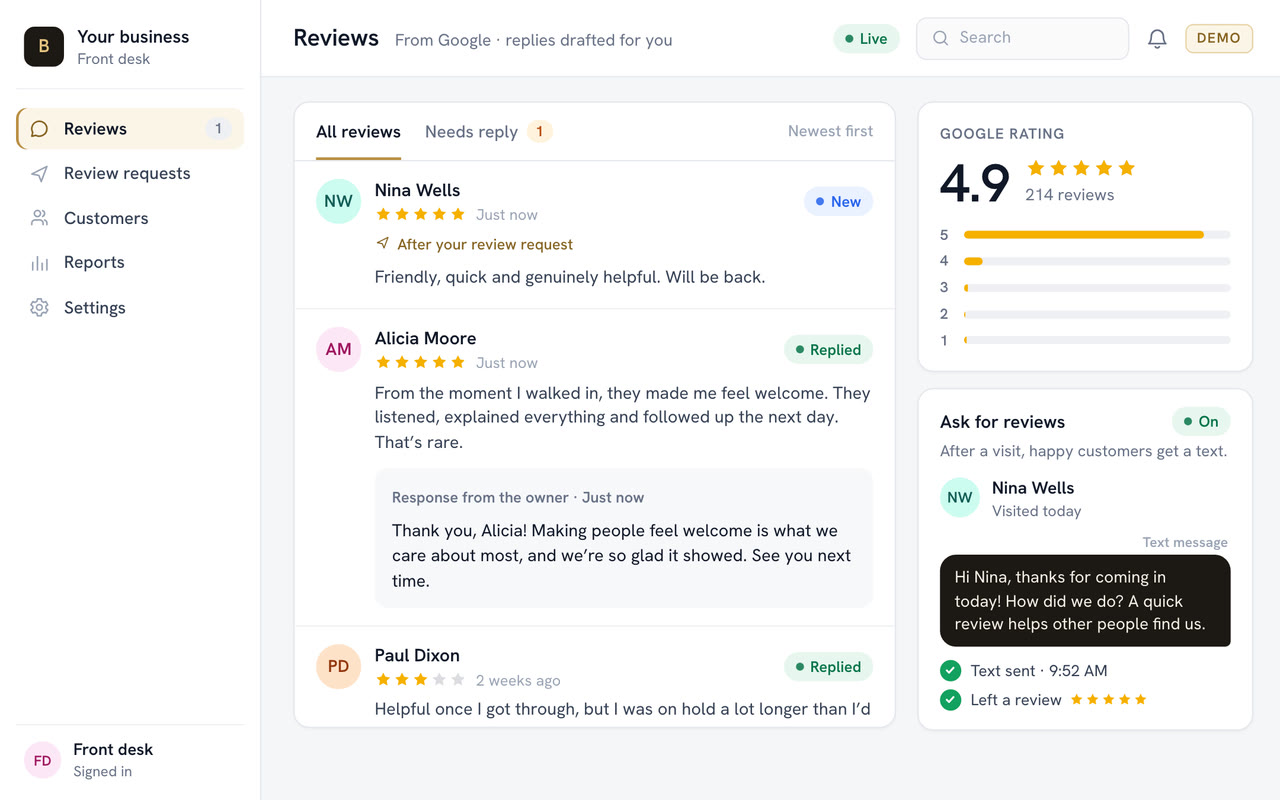 B
Your business
Front desk
Reviews
1
Review requests
Customers
Reports
Settings
FD
Front desk
Signed in
Reviews
From Google · replies drafted for you
Live
Search
DEMO
All reviews
Needs reply 1
Newest first
NW
Nina Wells
Just now
New
After your review request
Friendly, quick and genuinely helpful. Will be back.
AM
Alicia Moore
Just now
Replied
From the moment I walked in, they made me feel welcome. They
listened, explained everything and followed up the next day.
That’s rare.
Response from the owner · Just now
Thank you, Alicia! Making people feel welcome is what we
care about most, and we’re so glad it showed. See you next
time.
PD
Paul Dixon
2 weeks ago
Replied
Helpful once I got through, but I was on hold a lot longer than I’d
GOOGLE RATING
4.9
214 reviews
5
4
3
2
1
Ask for reviews
On
After a visit, happy customers get a text.
NW
Nina Wells
Visited today
Text message
Hi Nina, thanks for coming in
today! How did we do? A quick
review helps other people find us.
Text sent · 9:52 AM
Left a review